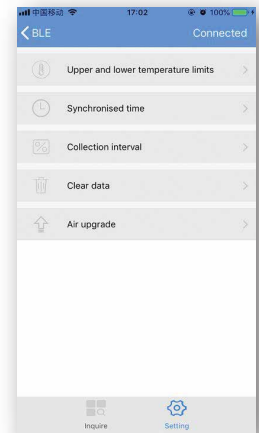 中国移动 17:02 100%
BLE Connected
Upper and lower temperature limits
Synchronised time
Collection interval
Clear data
Air upgrade
Inquire Setting